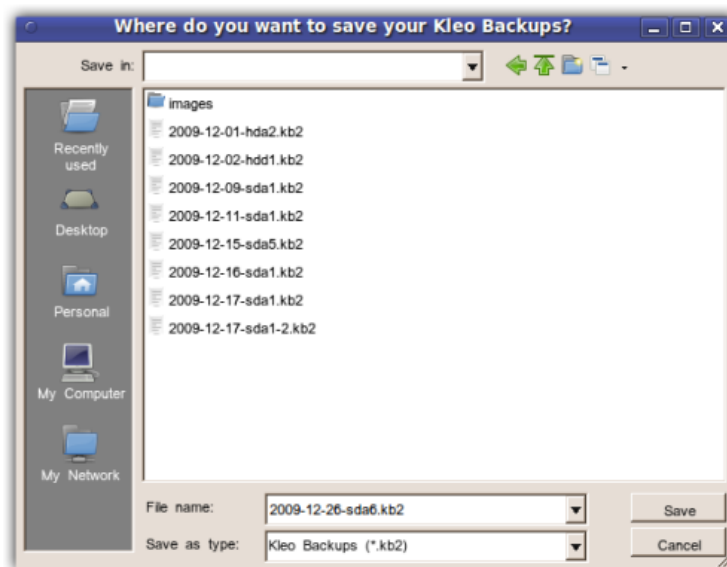 Where do you want to save your Kleo Backups?
Save in:
Recently
used
Desktop
Personal
My Computer
My Network
images
2009-12-01-hda2.kb2
2009-12-02-hdd1.kb2
2009-12-09-sda1.kb2
2009-12-11-sda1.kb2
2009-12-15-sda5.kb2
2009-12-16-sda1.kb2
2009-12-17-sda1.kb2
2009-12-17-sda1-2.kb2
File name: 2009-12-26-sda6.kb2 Save
Save as type: Kleo Backups (*.kb2) Cancel